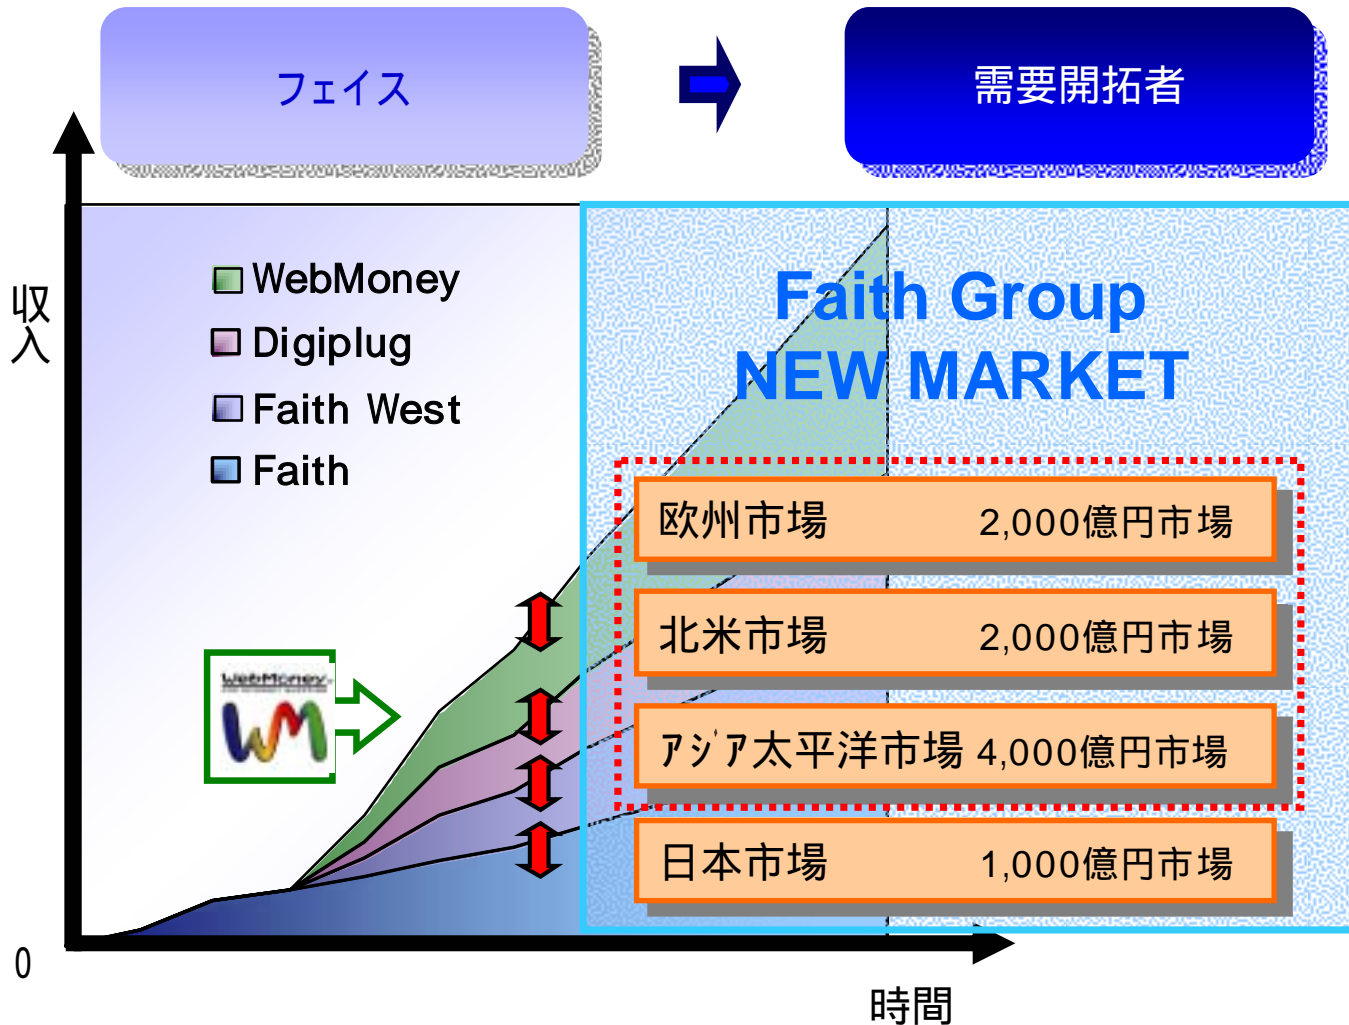 フェイス
需要開拓者
収入
WebMoney
Digiplug
Faith West
Faith
Faith Group
NEW MARKET
欧州市場 2,000億円市場
北米市場 2,000億円市場
アジア太平洋市場 4,000億円市場
日本市場 1,000億円市場
WebMoney
WM
0
時間